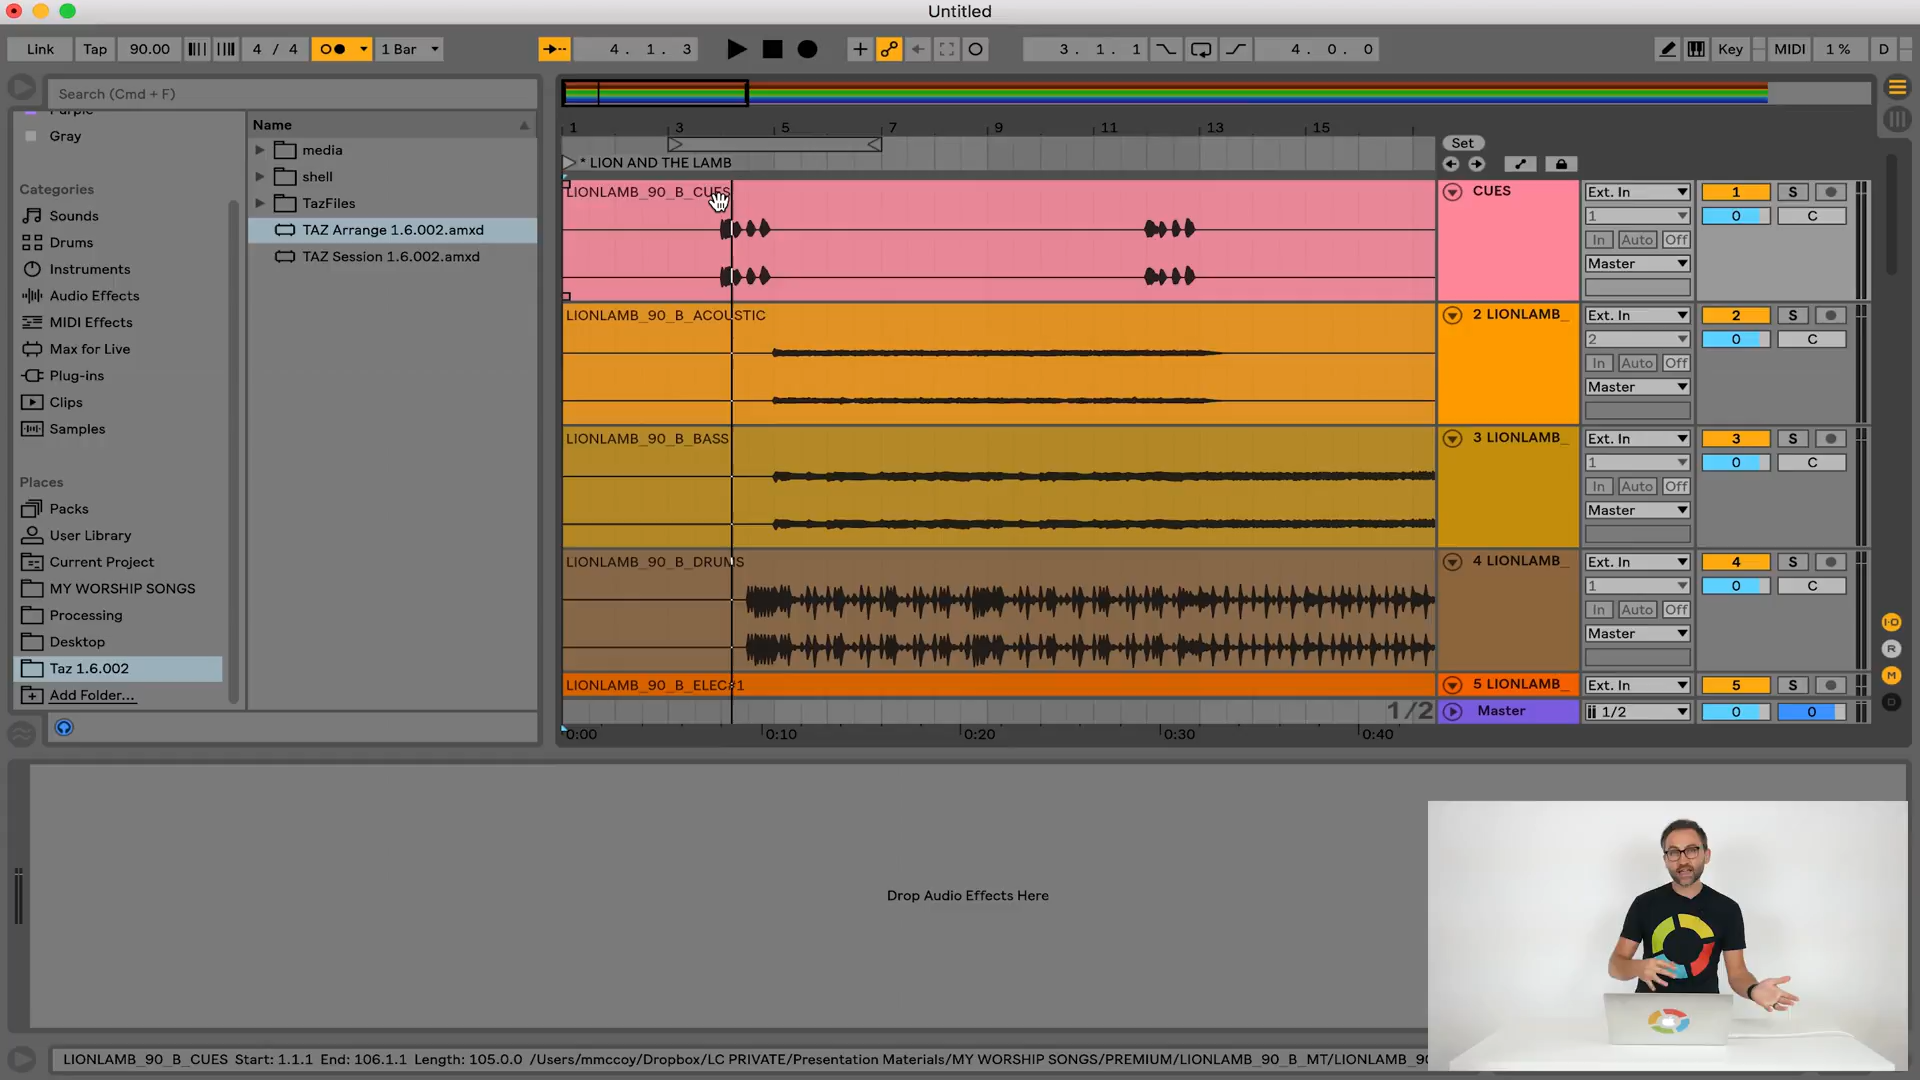 Untitled
Link Tap 90.00 4 / 4 1 Bar 4. 1. 3 3. 1. 1 4. 0. 0 Key MIDI 1 % D
Search (Cmd + F)
Gray
Categories
Sounds
Drums
Instruments
Audio Effects
MIDI Effects
Max for Live
Plug-ins
Clips
Samples
Places
Packs
User Library
Current Project
MY WORSHIP SONGS
Processing
Desktop
Taz 1.6.002
Add Folder...
Name
media
shell
TazFiles
TAZ Arrange 1.6.002.amxd
TAZ Session 1.6.002.amxd
1 3 5 7 9 11 13 15
Set
* LION AND THE LAMB
LIONLAMB_90_B_CUES
CUES Ext. In 1 S
1 0 C
In Auto Off
Master
LIONLAMB_90_B_ACOUSTIC
2 LIONLAMB_ Ext. In 2 S
2 0 C
In Auto Off
Master
LIONLAMB_90_B_BASS
3 LIONLAMB_ Ext. In 3 S
1 0 C
In Auto Off
Master
LIONLAMB_90_B_DRUMS
4 LIONLAMB_ Ext. In 4 S
1 0 C
In Auto Off
Master
LIONLAMB_90_B_ELEC#1
5 LIONLAMB_ Ext. In 5 S
1/2 Master 1/2 0 0
0:00 0:10 0:20 0:30 0:40
I·O
R
M
D
Drop Audio Effects Here
LIONLAMB_90_B_CUES Start: 1.1.1 End: 106.1.1 Length: 105.0.0 /Users/mmccoy/Dropbox/LC PRIVATE/Presentation Materials/MY WORSHIP SONGS/PREMIUM/LIONLAMB_90_B_MT/LIONLAMB_90